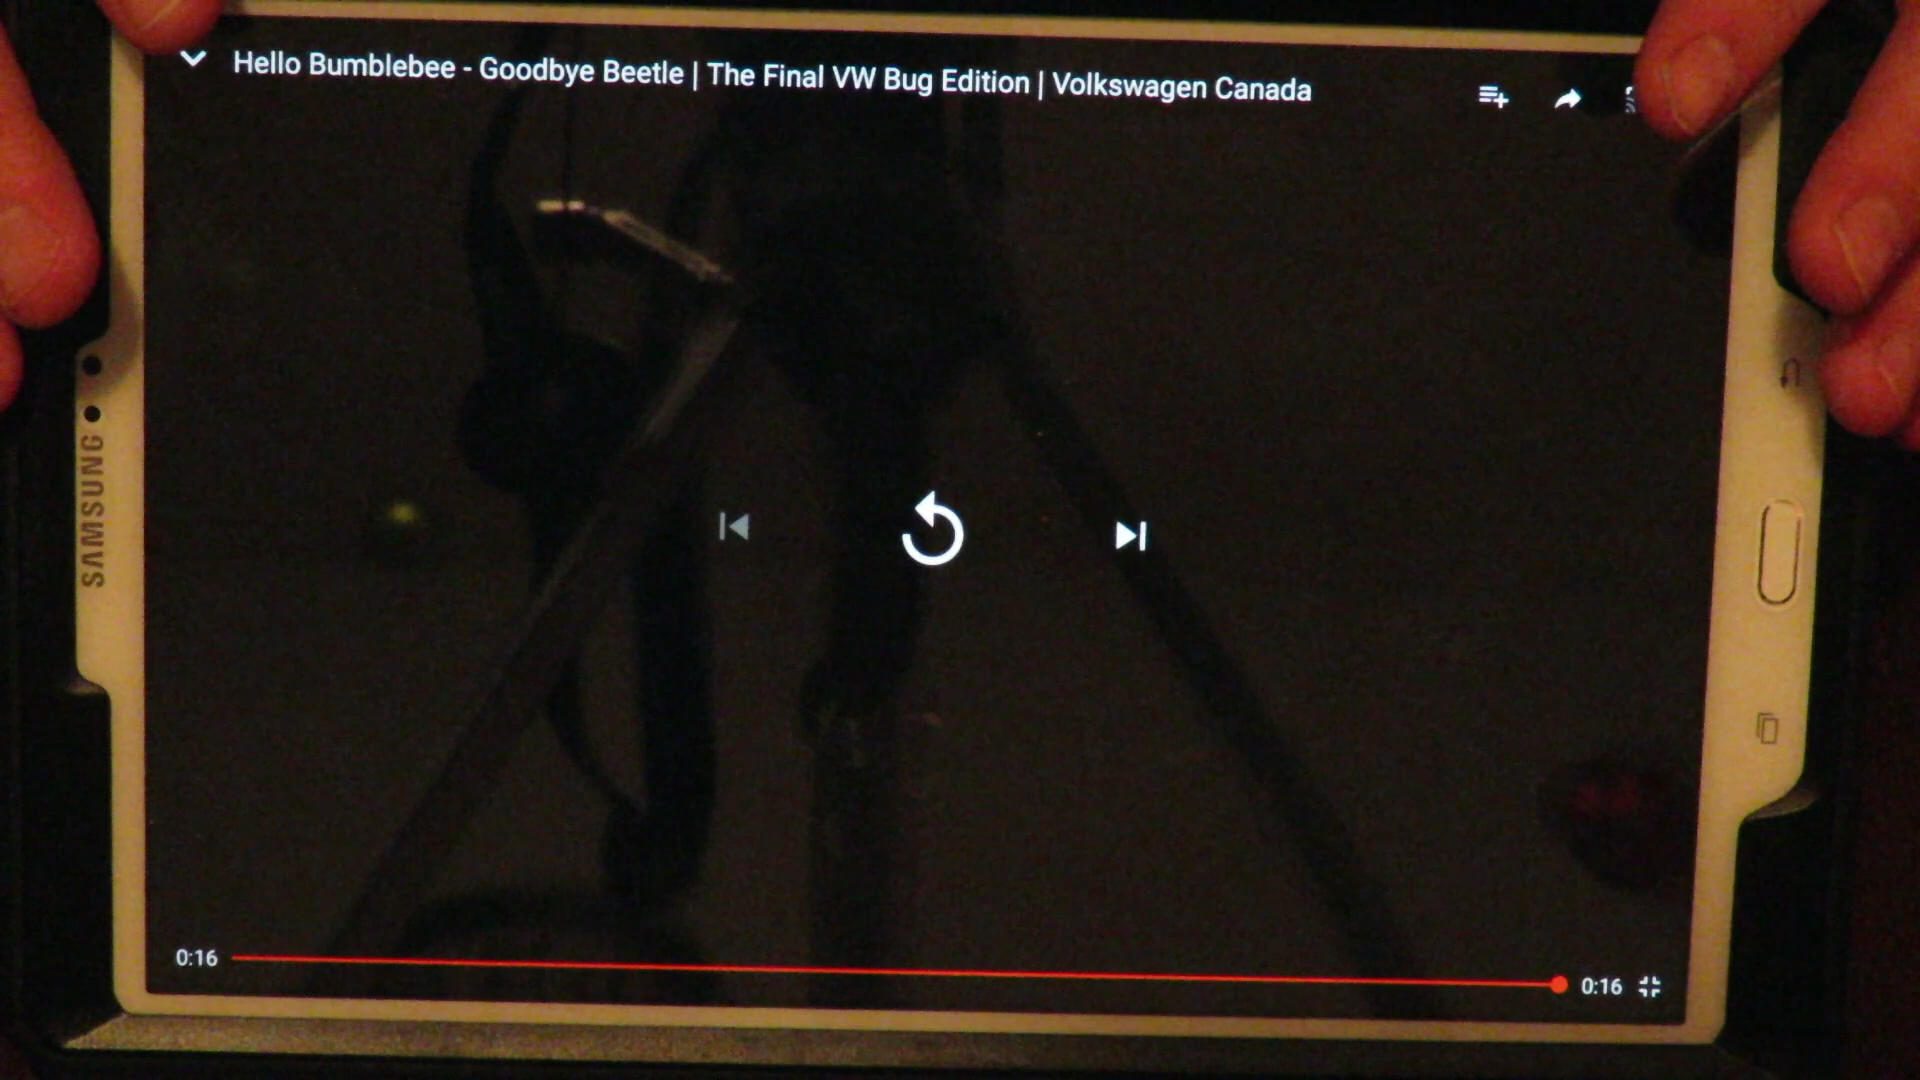 Hello Bumblebee - Goodbye Beetle | The Final VW Bug Edition | Volkswagen Canada
SAMSUNG
0:16
0:16